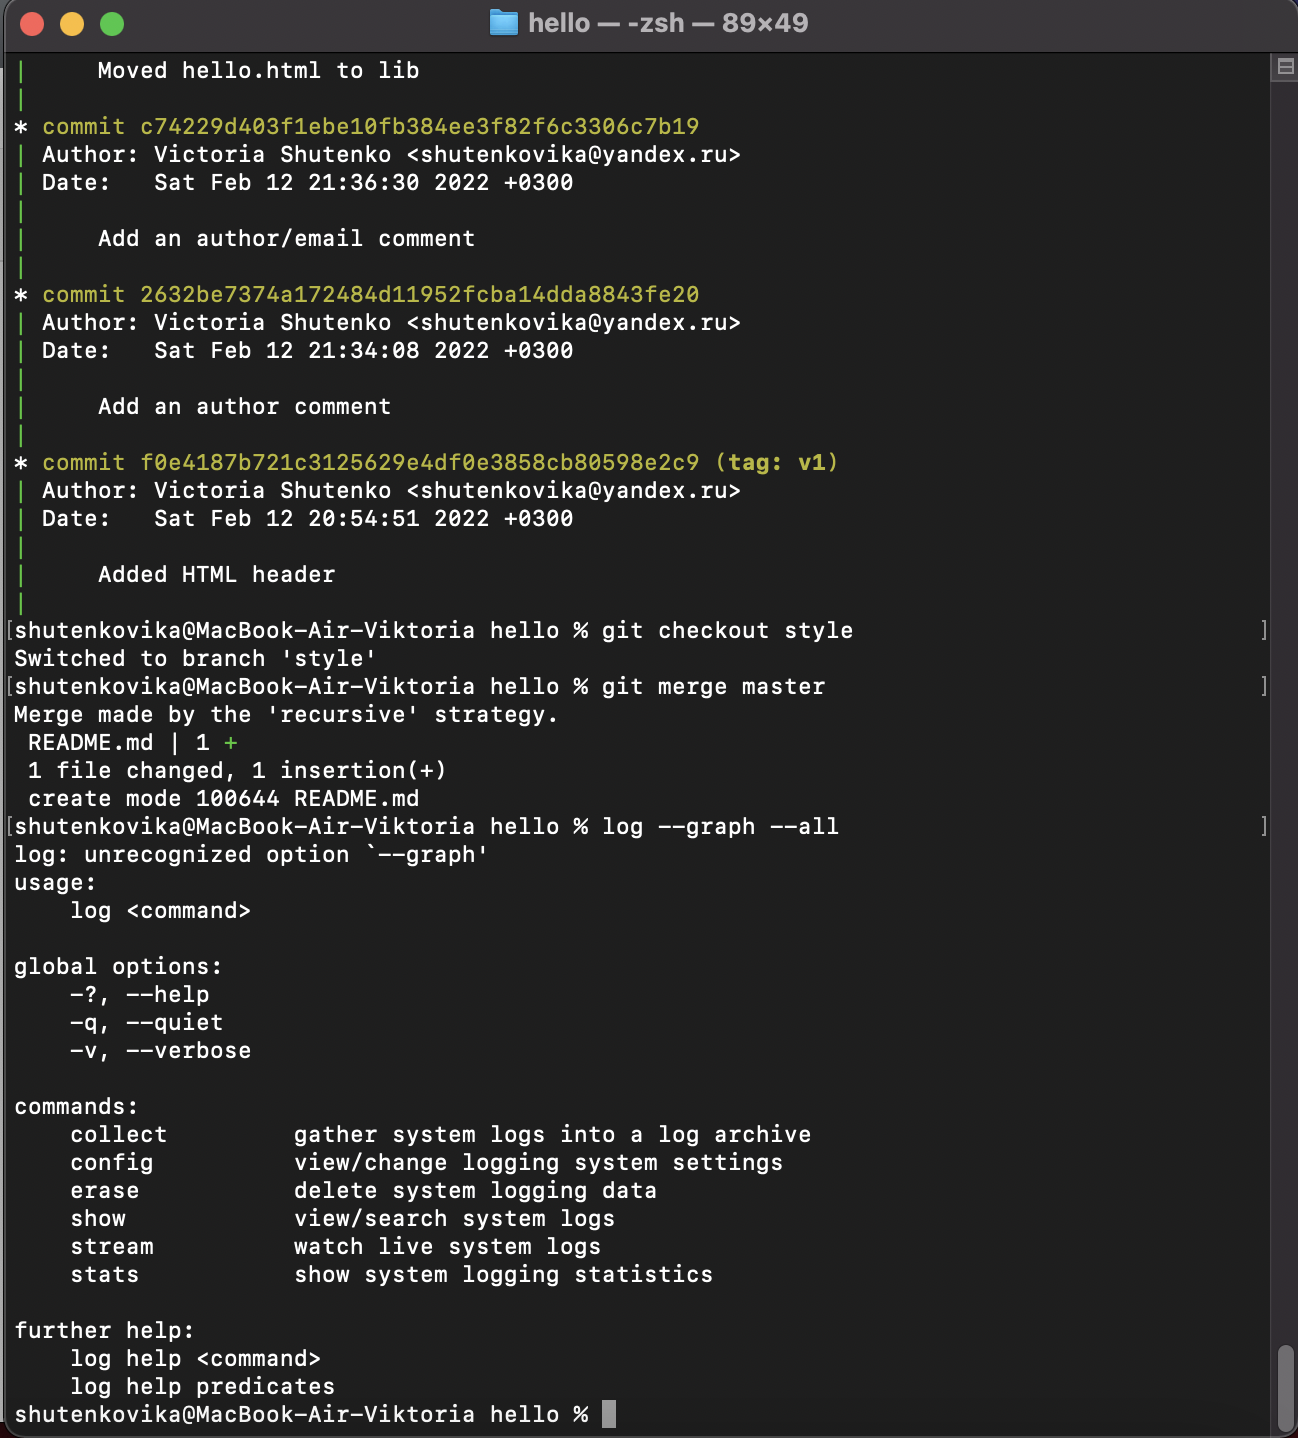 hello — -zsh — 89×49
|     Moved hello.html to lib
|
* commit c74229d403f1ebe10fb384ee3f82f6c3306c7b19
| Author: Victoria Shutenko <shutenkovika@yandex.ru>
| Date:   Sat Feb 12 21:36:30 2022 +0300
|
|     Add an author/email comment
|
* commit 2632be7374a172484d11952fcba14dda8843fe20
| Author: Victoria Shutenko <shutenkovika@yandex.ru>
| Date:   Sat Feb 12 21:34:08 2022 +0300
|
|     Add an author comment
|
* commit f0e4187b721c3125629e4df0e3858cb80598e2c9 (tag: v1)
| Author: Victoria Shutenko <shutenkovika@yandex.ru>
| Date:   Sat Feb 12 20:54:51 2022 +0300
|
|     Added HTML header
|
[shutenkovika@MacBook-Air-Viktoria hello % git checkout style ]
Switched to branch 'style'
[shutenkovika@MacBook-Air-Viktoria hello % git merge master ]
Merge made by the 'recursive' strategy.
 README.md | 1 +
 1 file changed, 1 insertion(+)
 create mode 100644 README.md
[shutenkovika@MacBook-Air-Viktoria hello % log --graph --all ]
log: unrecognized option `--graph'
usage:
    log <command>

global options:
    -?, --help
    -q, --quiet
    -v, --verbose

commands:
    collect         gather system logs into a log archive
    config          view/change logging system settings
    erase           delete system logging data
    show            view/search system logs
    stream          watch live system logs
    stats           show system logging statistics

further help:
    log help <command>
    log help predicates
shutenkovika@MacBook-Air-Viktoria hello %